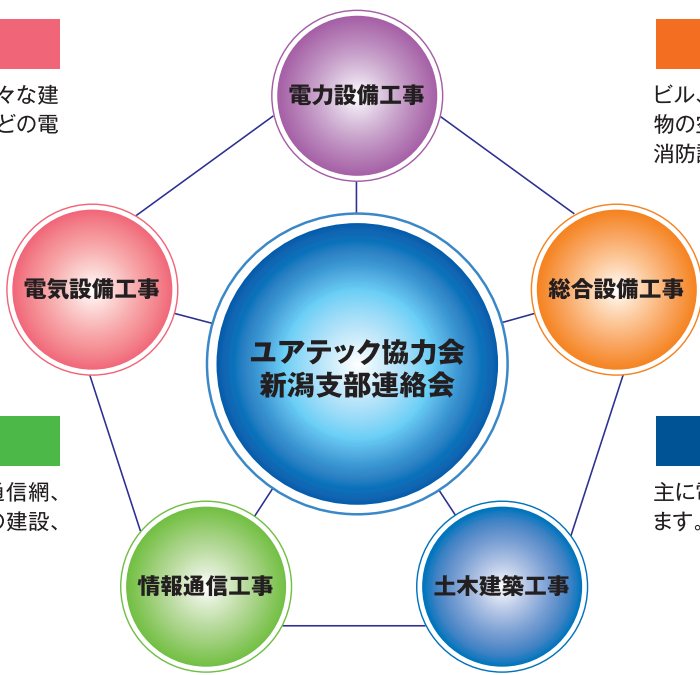 電力設備工事
々な建
どの電
ビル、
物の
消防
電気設備工事
総合設備工事
ユアテック協力会
新潟支部連絡会
通信網、
の建設、
主に
ます。
情報通信工事
土木建築工事